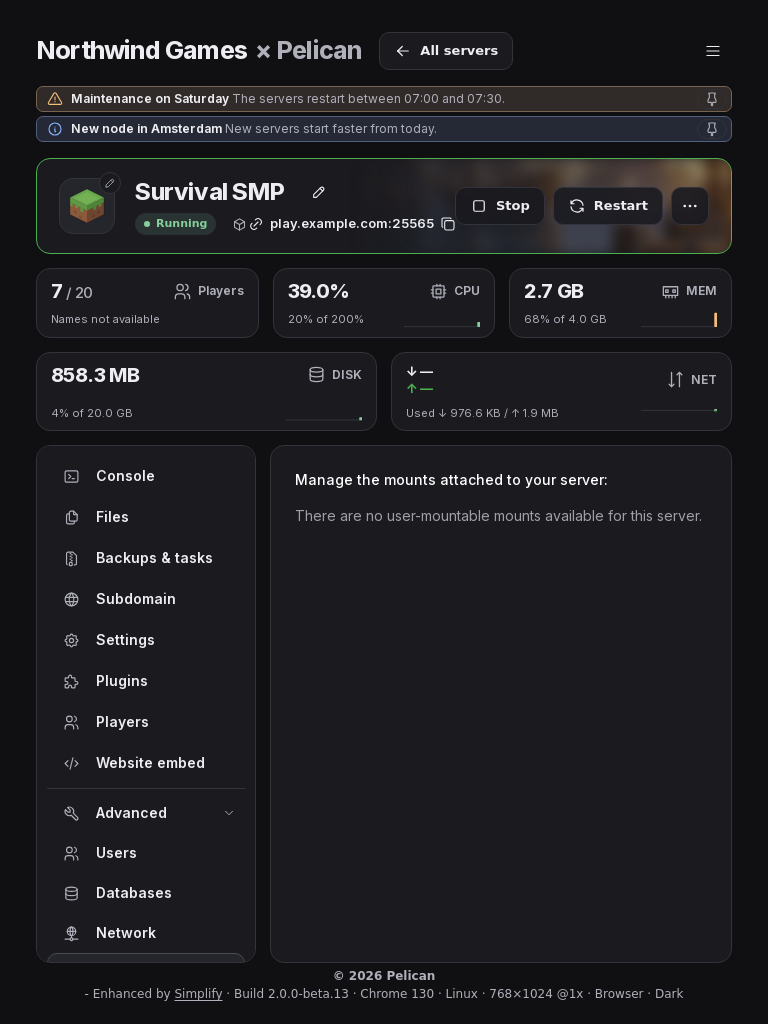 Northwind Games × Pelican
All servers
Maintenance on Saturday The servers restart between 07:00 and 07:30.
New node in Amsterdam New servers start faster from today.
Survival SMP
Running
play.example.com:25565
Stop
Restart
7 / 20
Players
Names not available
39.0%
CPU
20% of 200%
2.7 GB
MEM
68% of 4.0 GB
858.3 MB
DISK
4% of 20.0 GB
↓ —
↑ —
NET
Used ↓ 976.6 KB / ↑ 1.9 MB
Console
Files
Backups & tasks
Subdomain
Settings
Plugins
Players
Website embed
Advanced
Users
Databases
Network
Manage the mounts attached to your server:
There are no user-mountable mounts available for this server.
© 2026 Pelican
- Enhanced by Simplify · Build 2.0.0-beta.13 · Chrome 130 · Linux · 768×1024 @1x · Browser · Dark